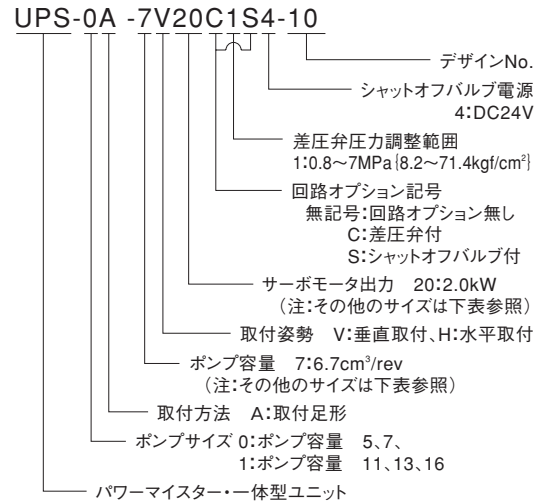 UPS-0A -7V20C1S4-10
デザインNo.
シャットオフバルブ電源
4:DC24V
差圧弁圧力調整範囲
1:0.8～7MPa{8.2～71.4kgf/cm²}
回路オプション記号
無記号:回路オプション無し
C:差圧弁付
S:シャットオフバルブ付
サーボモータ出力 20:2.0kW
(注:その他のサイズは下表参照)
取付姿勢 V:垂直取付、H:水平取付
ポンプ容量 7:6.7cm³/rev
(注:その他のサイズは下表参照)
取付方法 A:取付足形
ポンプサイズ 0:ポンプ容量 5、7、
1:ポンプ容量 11、13、16
パワーマイスター・一体型ユニット